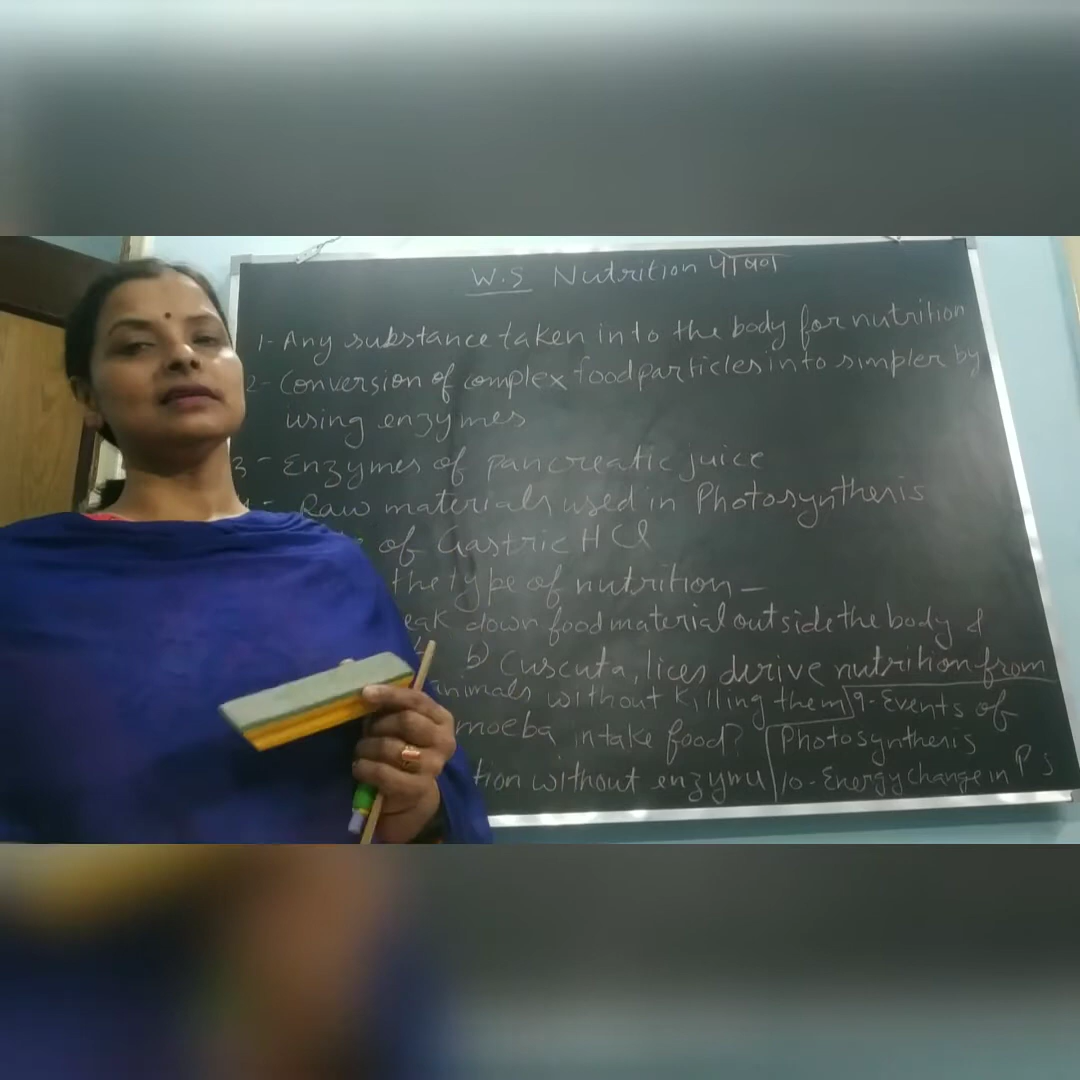 W.S Nutrition पोषण
1- Any substance taken into the body for nutrition
2- Conversion of complex food particles into simpler by
using enzymes
3- Enzymes of pancreatic juice
- Raw materials used in Photosynthesis
of Gastric HCl
the type of nutrition -
down food material outside the body &
b) Cuscuta, lices derive nutrition from
animals without killing them
moeba intake food?
tion without enzyme
9- Events of
Photosynthesis
10- Energy change in P S